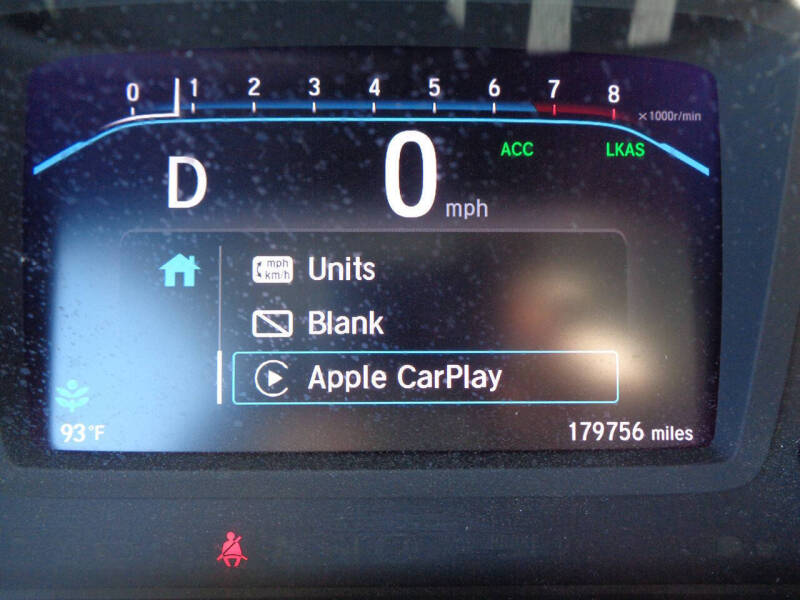 0 1 2 3 4 5 6 7 8
×1000r/min
ACC LKAS
D 0 mph
mph
km/h
Units
Blank
Apple CarPlay
93°F 179756 miles